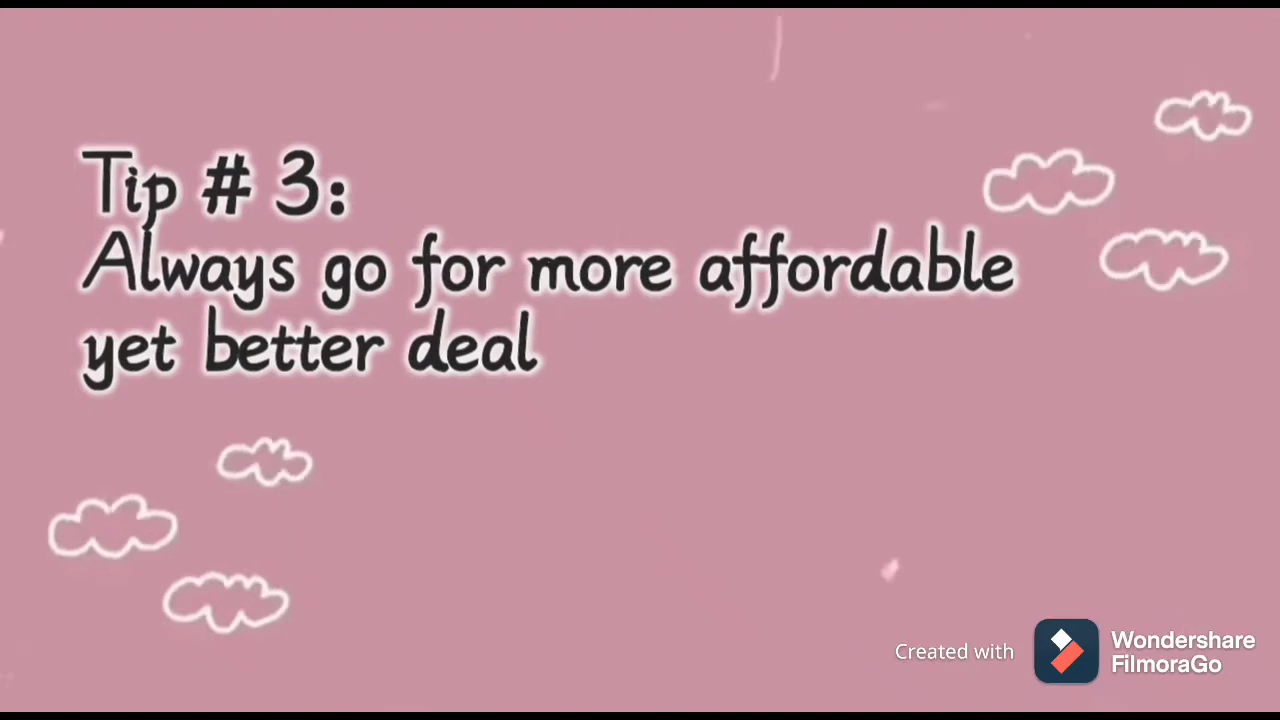 Tip # 3:
Always go for more affordable
yet better deal
Created with
Wondershare
FilmoraGo